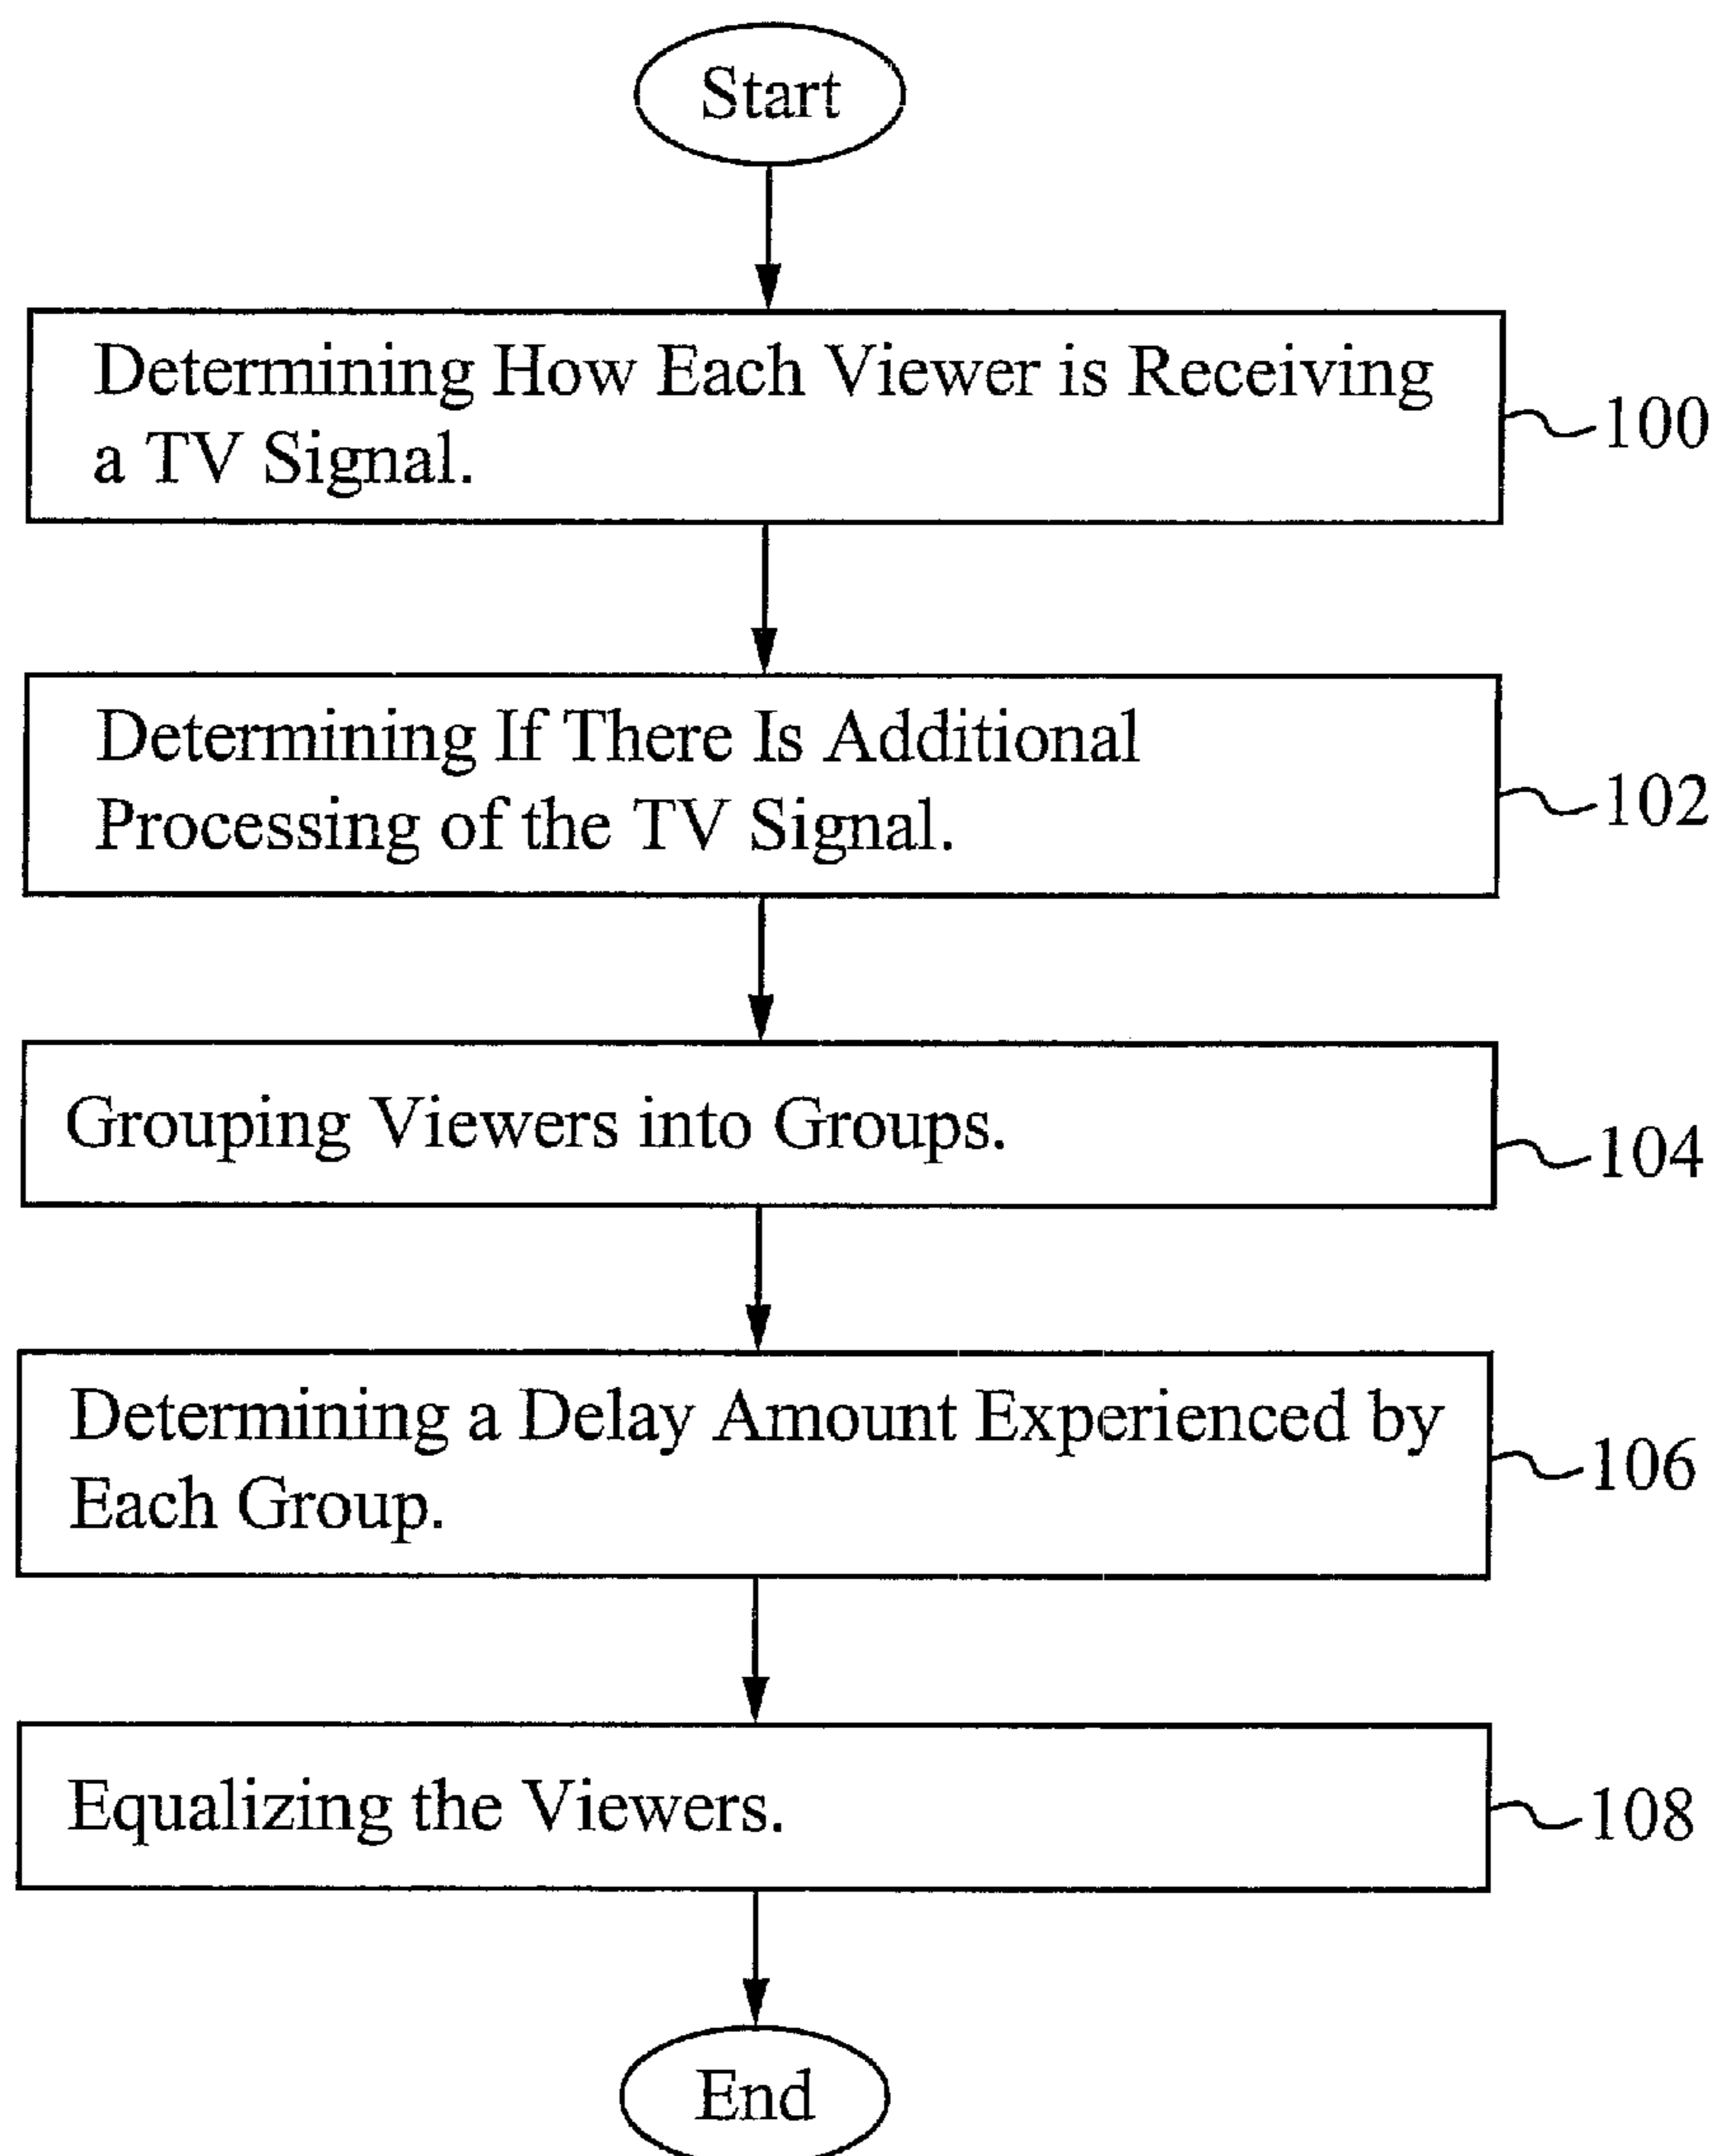 Start
Determining How Each Viewer is Receiving
a TV Signal.
100
Determining If There Is Additional
Processing of the TV Signal.
102
Grouping Viewers into Groups.
104
Determining a Delay Amount Experienced by
Each Group.
106
Equalizing the Viewers.
108
End